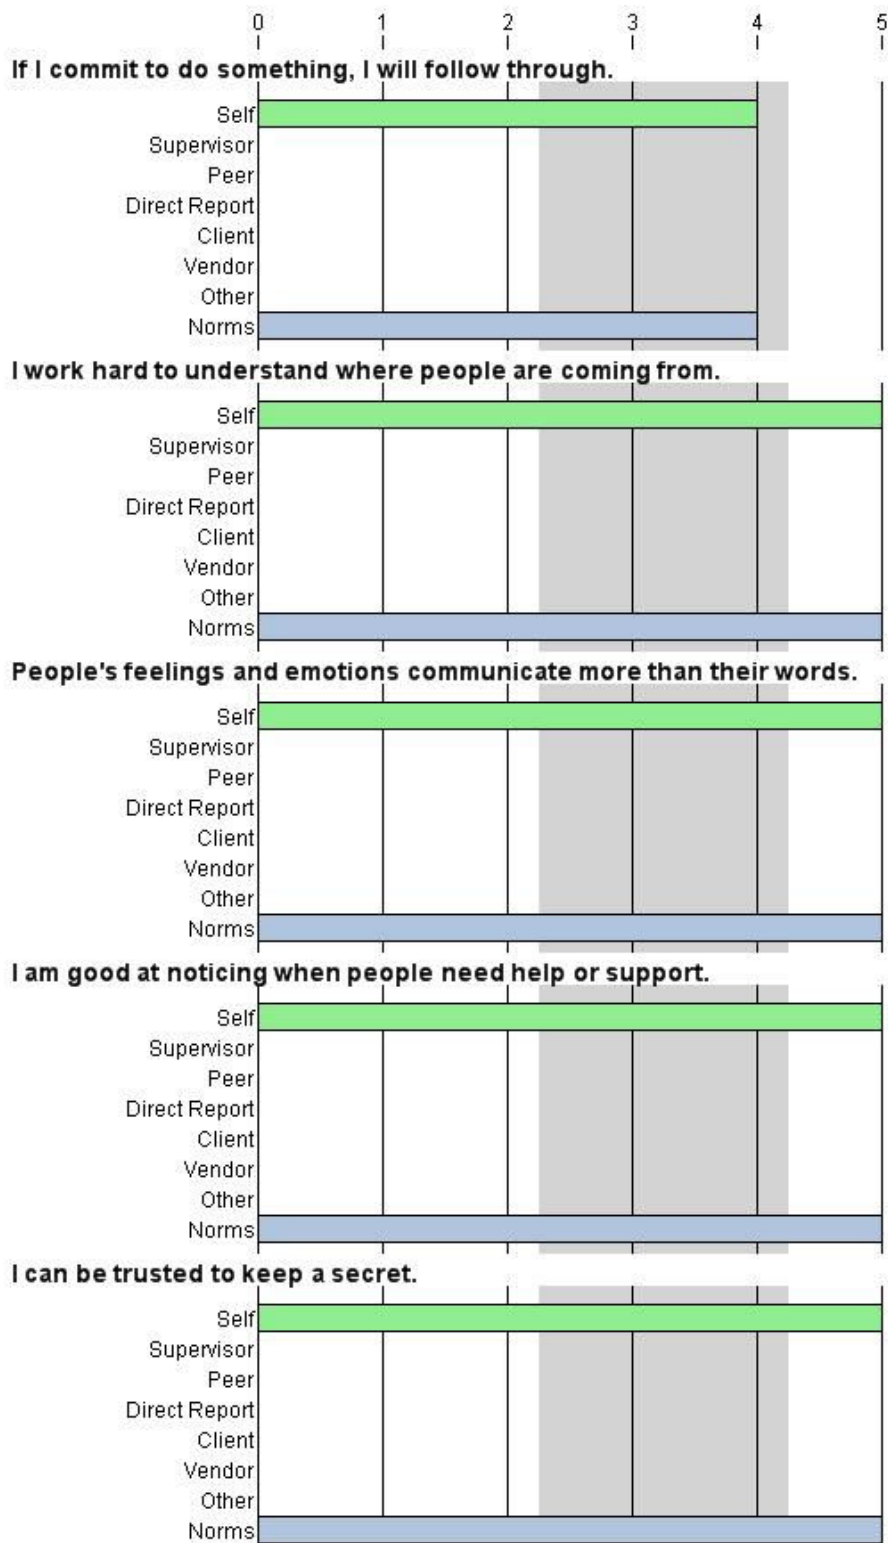 0 1 2 3 4 5
If I commit to do something, I will follow through.
Self
Supervisor
Peer
Direct Report
Client
Vendor
Other
Norms
I work hard to understand where people are coming from.
Self
Supervisor
Peer
Direct Report
Client
Vendor
Other
Norms
People's feelings and emotions communicate more than their words.
Self
Supervisor
Peer
Direct Report
Client
Vendor
Other
Norms
I am good at noticing when people need help or support.
Self
Supervisor
Peer
Direct Report
Client
Vendor
Other
Norms
I can be trusted to keep a secret.
Self
Supervisor
Peer
Direct Report
Client
Vendor
Other
Norms